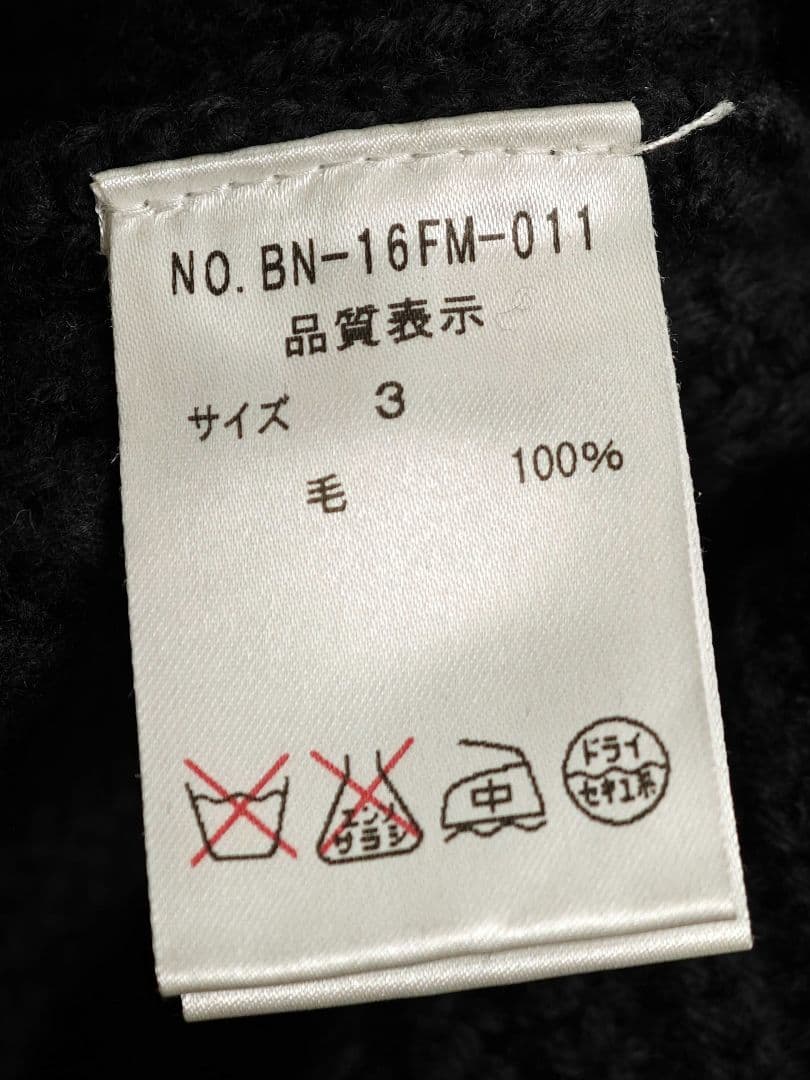 NO. BN-16FM-011
品質表示
サイズ 3
毛 100%
エンソ
サラシ
中
ドライ
セキユ系